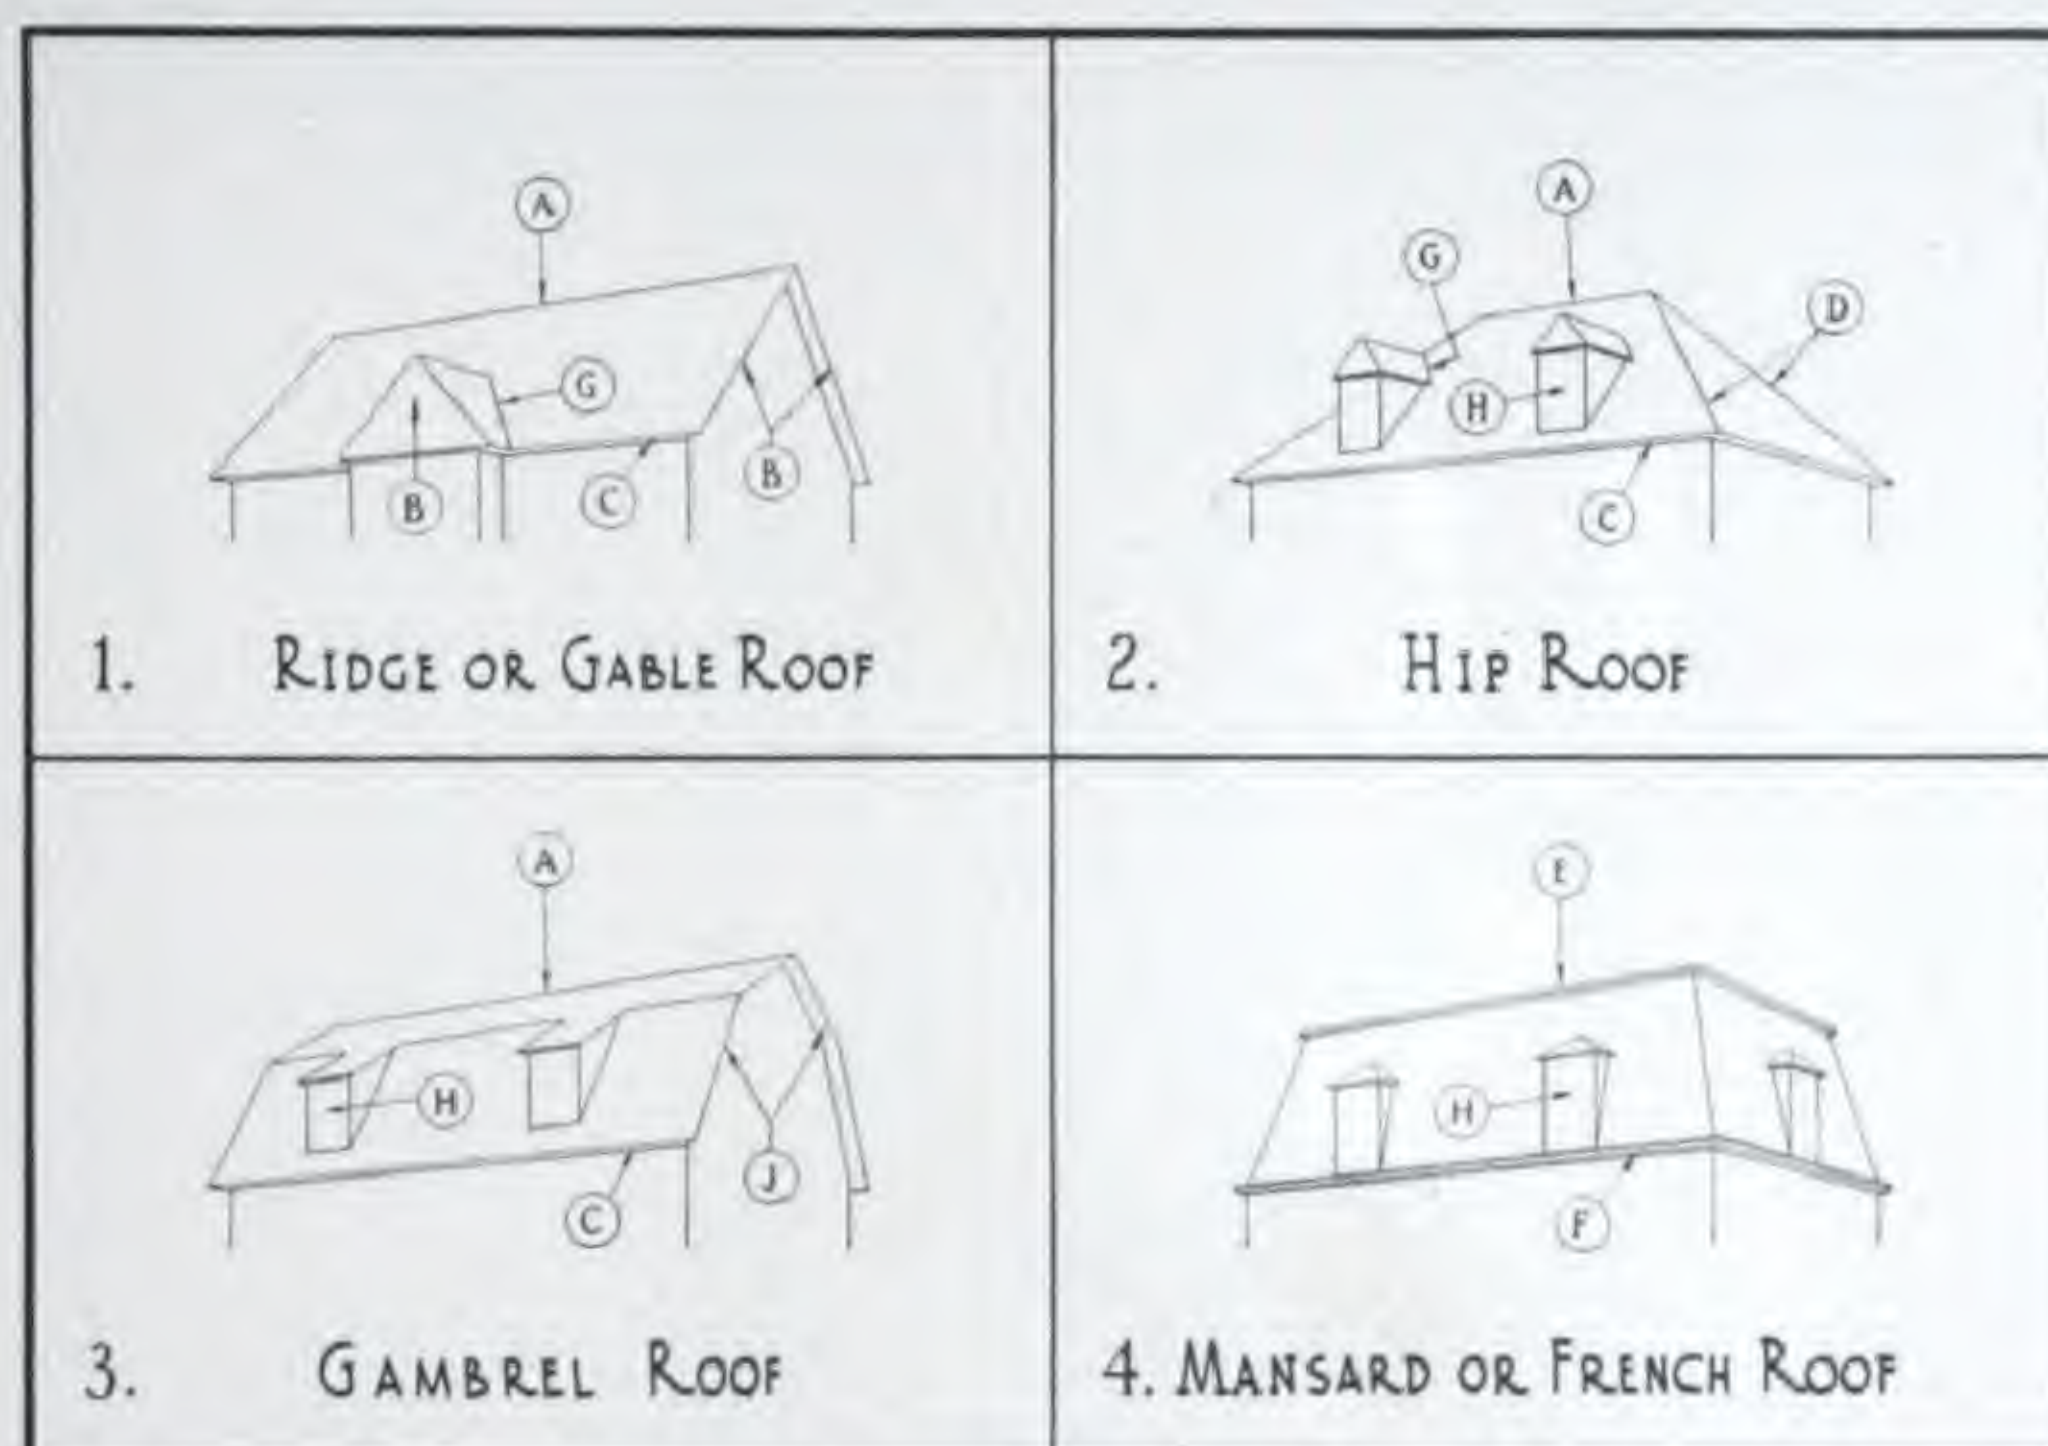 A
G
B
C
B
1. RIDGE OR GABLE ROOF
A
G
D
H
C
2. HIP ROOF
A
H
J
C
3. GAMBREL ROOF
E
H
F
4. MANSARD OR FRENCH ROOF